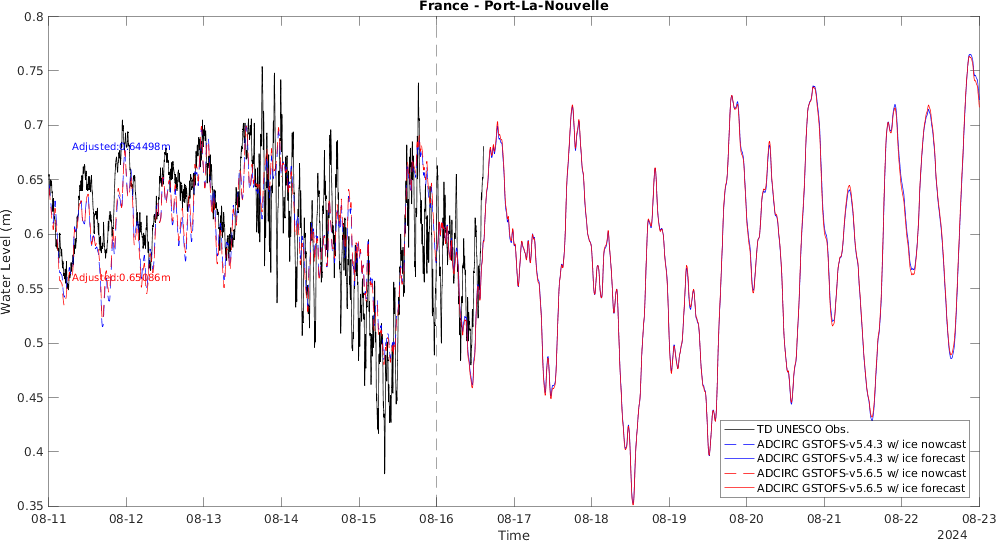 France - Port-La-Nouvelle
0.8
0.75
0.7
0.65
0.6
0.55
0.5
0.45
0.4
0.35
Water Level (m)
Adjusted:0.64498m
Adjusted:0.65086m
TD UNESCO Obs.
ADCIRC GSTOFS-v5.4.3 w/ ice nowcast
ADCIRC GSTOFS-v5.4.3 w/ ice forecast
ADCIRC GSTOFS-v5.6.5 w/ ice nowcast
ADCIRC GSTOFS-v5.6.5 w/ ice forecast
08-11 08-12 08-13 08-14 08-15 08-16 08-17 08-18 08-19 08-20 08-21 08-22 08-23
Time
2024